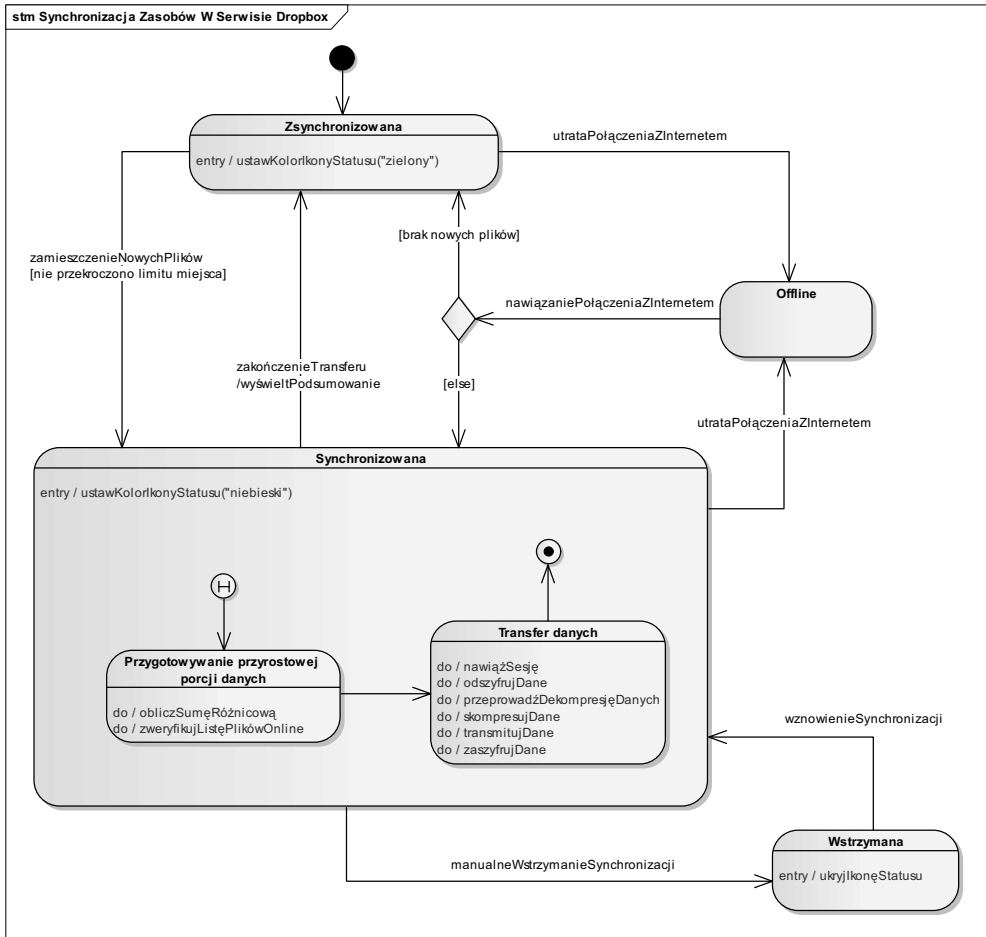 stm Synchronizacja Zasobów W Serwisie Dropbox
Zsynchronizowana
entry / ustawKolorIkonyStatusu("zielony")
utrataPołączeniaZInternetem
[brak nowych plików]
zamieszczenieNowychPlików
[nie przekroczono limitu miejsca]
Offline
nawiązaniePołączeniaZInternetem
zakończenieTransferu
/wyświeltPodsumowanie
[else]
utrataPołączeniaZInternetem
Synchronizowana
entry / ustawKolorIkonyStatusu("niebieski")
H
Przygotowywanie przyrostowej
porcji danych
do / obliczSumęRóżnicową
do / zweryfikujListęPlikówOnline
Transfer danych
do / nawiążSesję
do / odszyfrujDane
do / przeprowadźDekompresjęDanych
do / skompresujDane
do / transmitujDane
do / zaszyfrujDane
wznowienieSynchronizacji
manualneWstrzymanieSynchronizacji
Wstrzymana
entry / ukryjIkonęStatusu